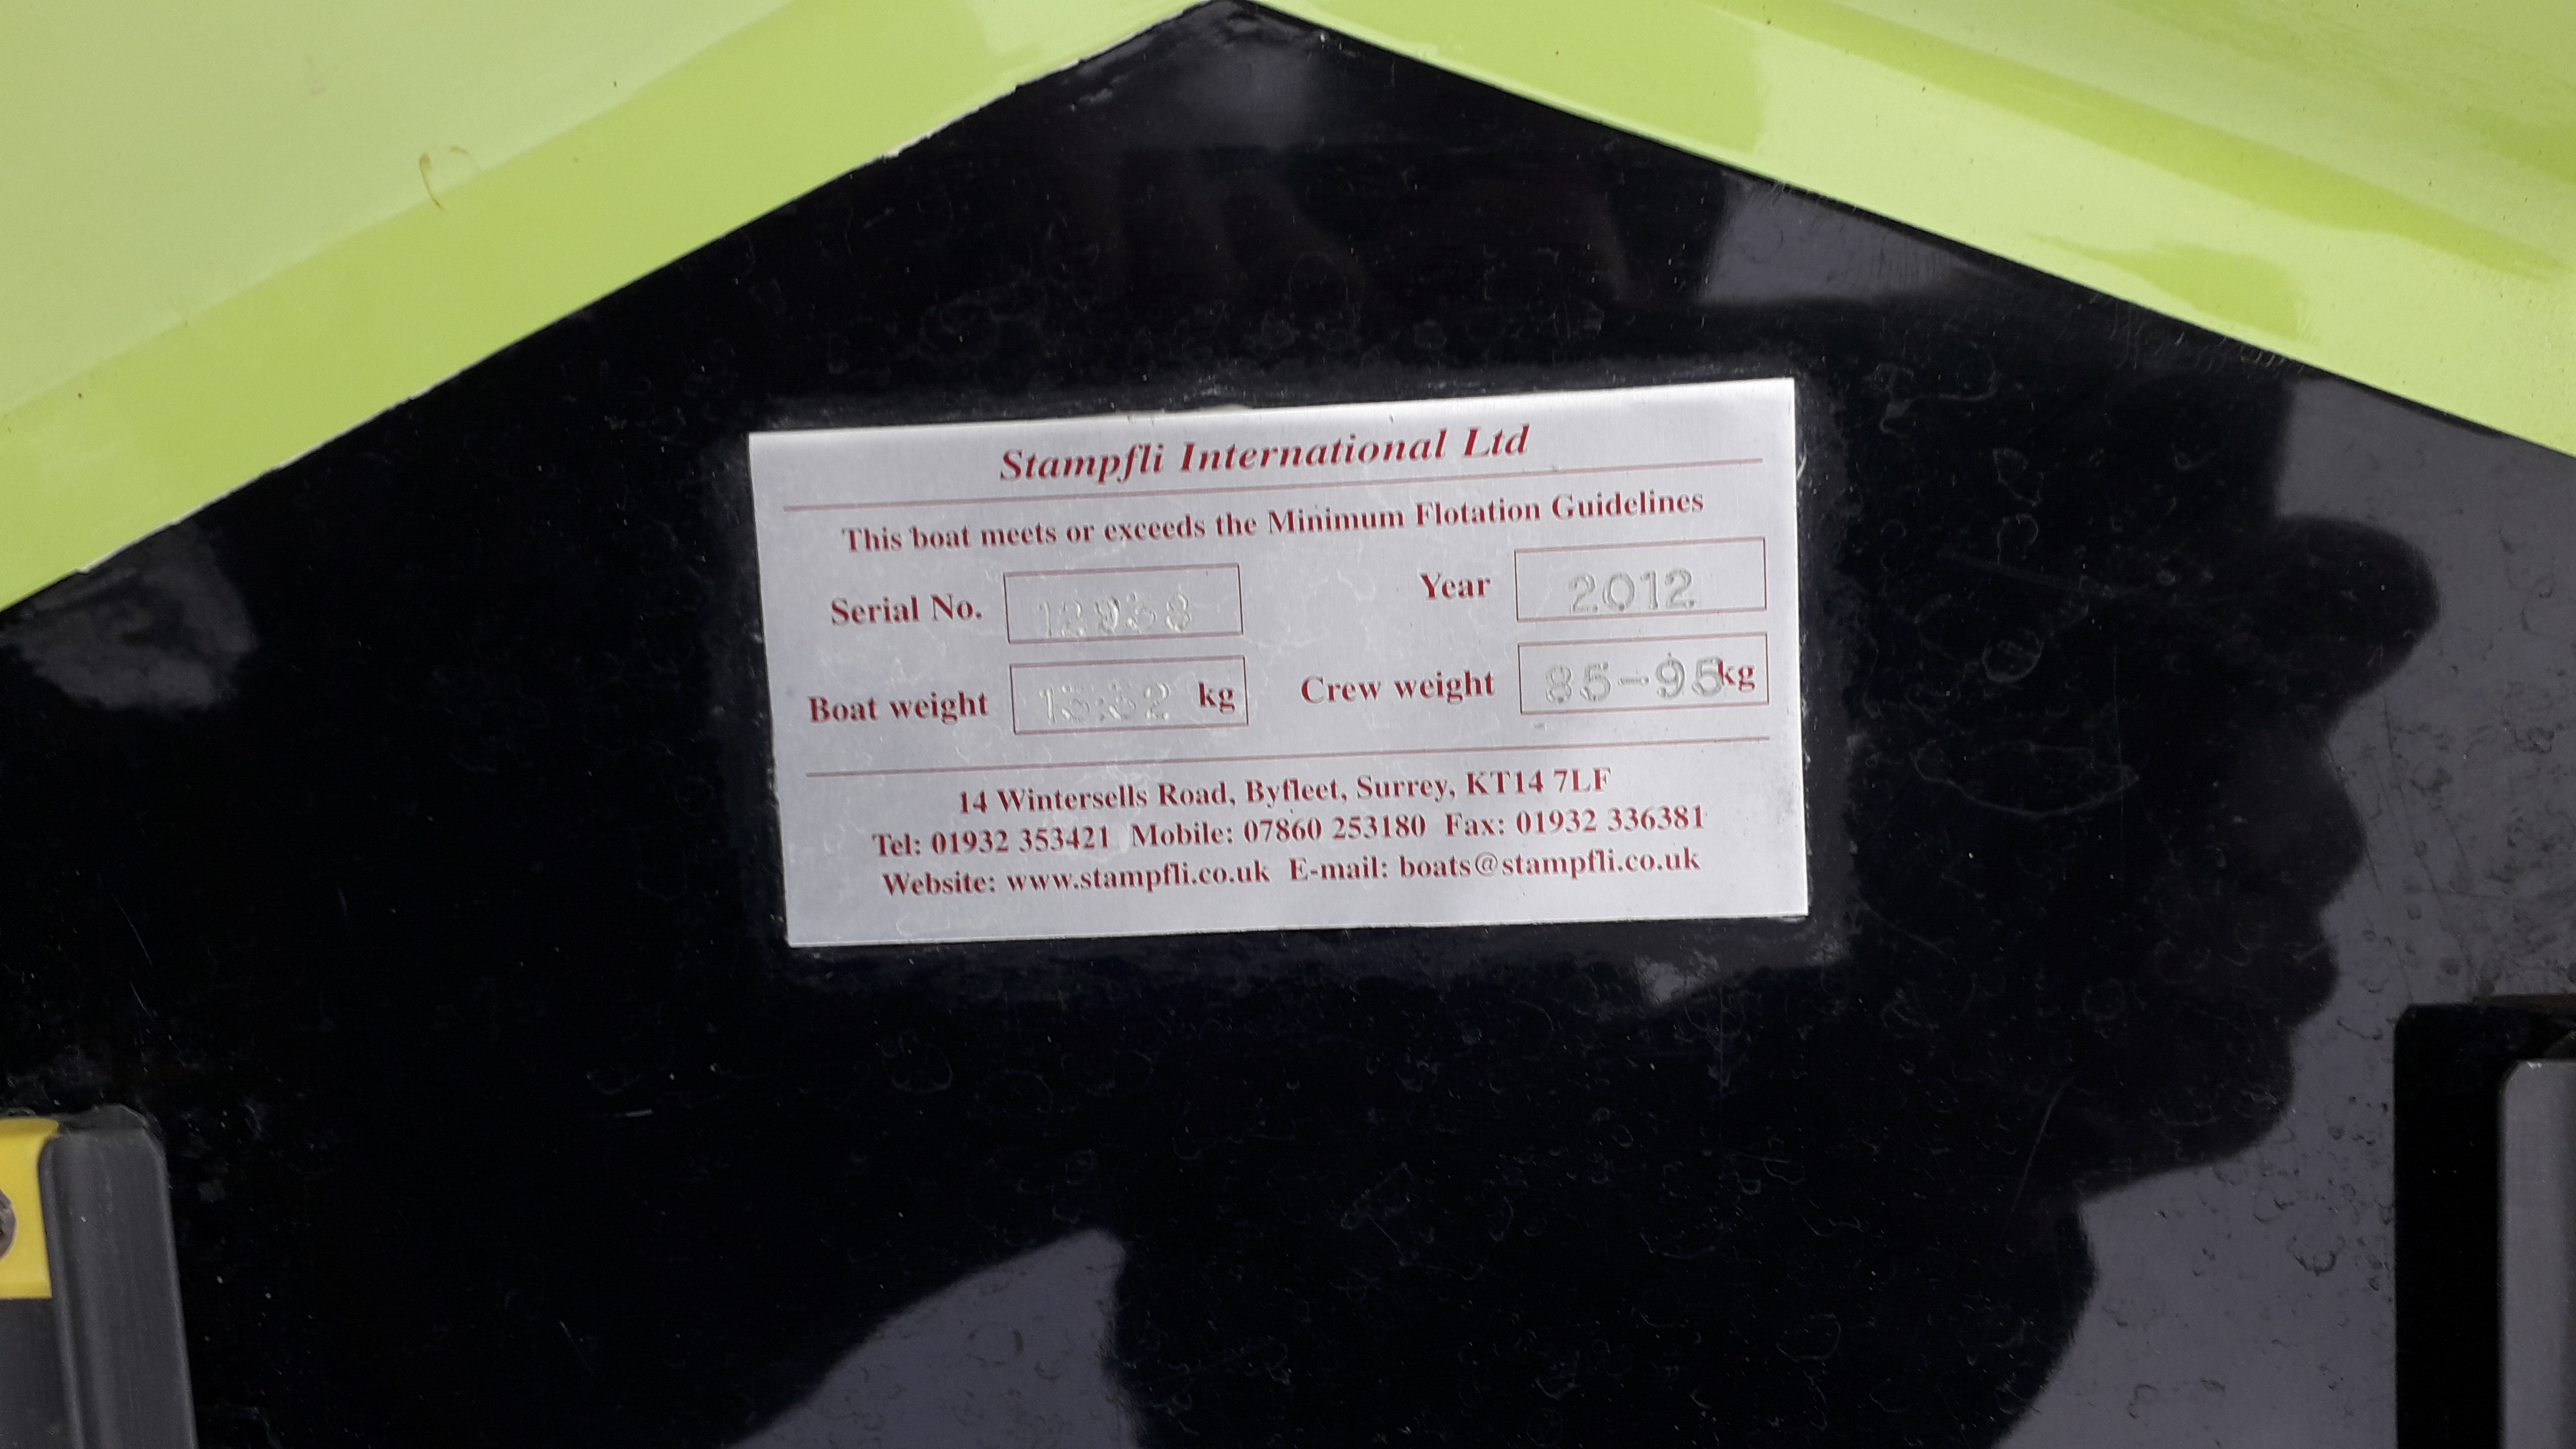 Stampfli International Ltd
This boat meets or exceeds the Minimum Flotation Guidelines
Serial No. Year 2012
Boat weight kg Crew weight 85-95kg
14 Wintersells Road, Byfleet, Surrey, KT14 7LF
Tel: 01932 353421 Mobile: 07860 253180 Fax: 01932 336381
Website: www.stampfli.co.uk E-mail: boats@stampfli.co.uk